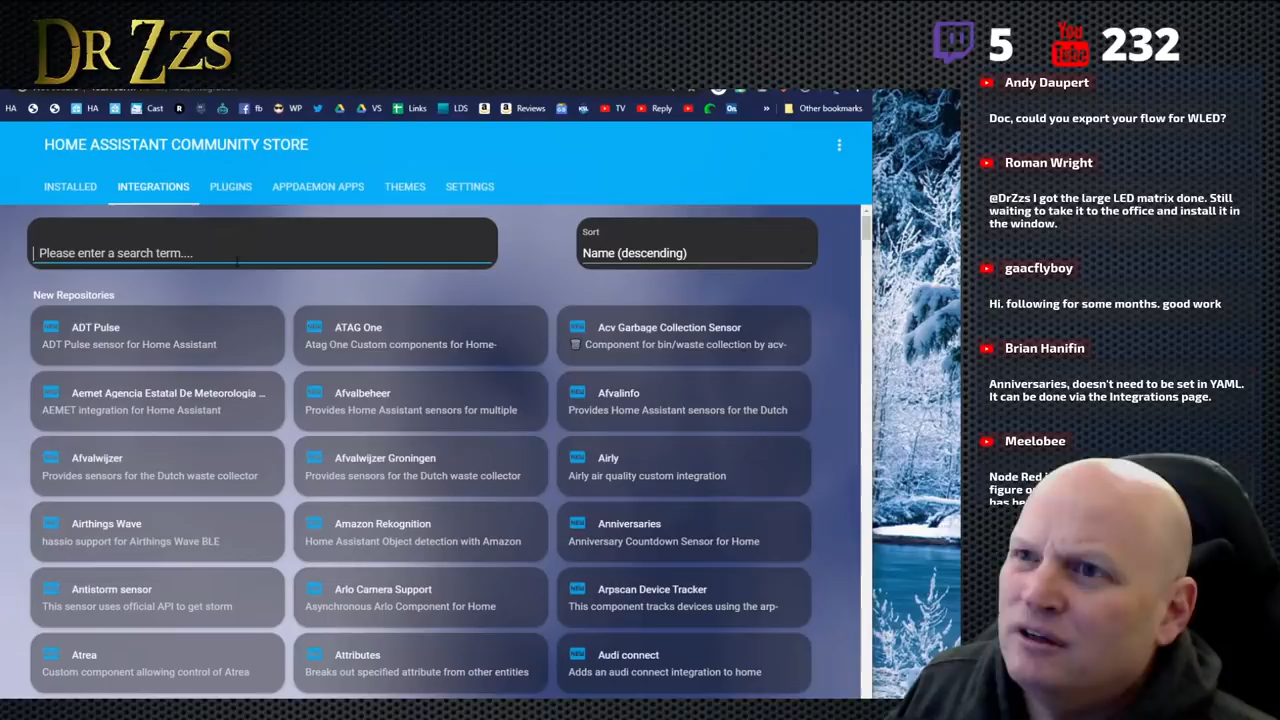 DR ZZS
5
You
Tube
232
HA
HA
Cast
fb
WP
VS
Links
LDS
Reviews
TV
Reply
»
Other bookmarks
HOME ASSISTANT COMMUNITY STORE
INSTALLED
INTEGRATIONS
PLUGINS
APPDAEMON APPS
THEMES
SETTINGS
Please enter a search term....
Sort
Name (descending)
New Repositories
ADT Pulse
ADT Pulse sensor for Home Assistant
ATAG One
Atag One Custom components for Home-
Acv Garbage Collection Sensor
Component for bin/waste collection by acv-
Aemet Agencia Estatal De Meteorologia ...
AEMET integration for Home Assistant
Afvalbeheer
Provides Home Assistant sensors for multiple
Afvalinfo
Provides Home Assistant sensors for the Dutch
Afvalwijzer
Provides sensors for the Dutch waste collector
Afvalwijzer Groningen
Provides sensors for the Dutch waste collector
Airly
Airly air quality custom integration
Airthings Wave
hassio support for Airthings Wave BLE
Amazon Rekognition
Home Assistant Object detection with Amazon
Anniversaries
Anniversary Countdown Sensor for Home
Antistorm sensor
This sensor uses official API to get storm
Arlo Camera Support
Asynchronous Arlo Component for Home
Arpscan Device Tracker
This component tracks devices using the arp-
Atrea
Custom component allowing control of Atrea
Attributes
Breaks out specified attribute from other entities
Audi connect
Adds an audi connect integration to home
Andy Daupert
Doc, could you export your flow for WLED?
Roman Wright
@DrZzs I got the large LED matrix done. Still
waiting to take it to the office and install it in
the window.
gaacflyboy
Hi. following for some months. good work
Brian Hanifin
Anniversaries, doesn't need to be set in YAML.
It can be done via the Integrations page.
Meelobee
Node Red
figure
has